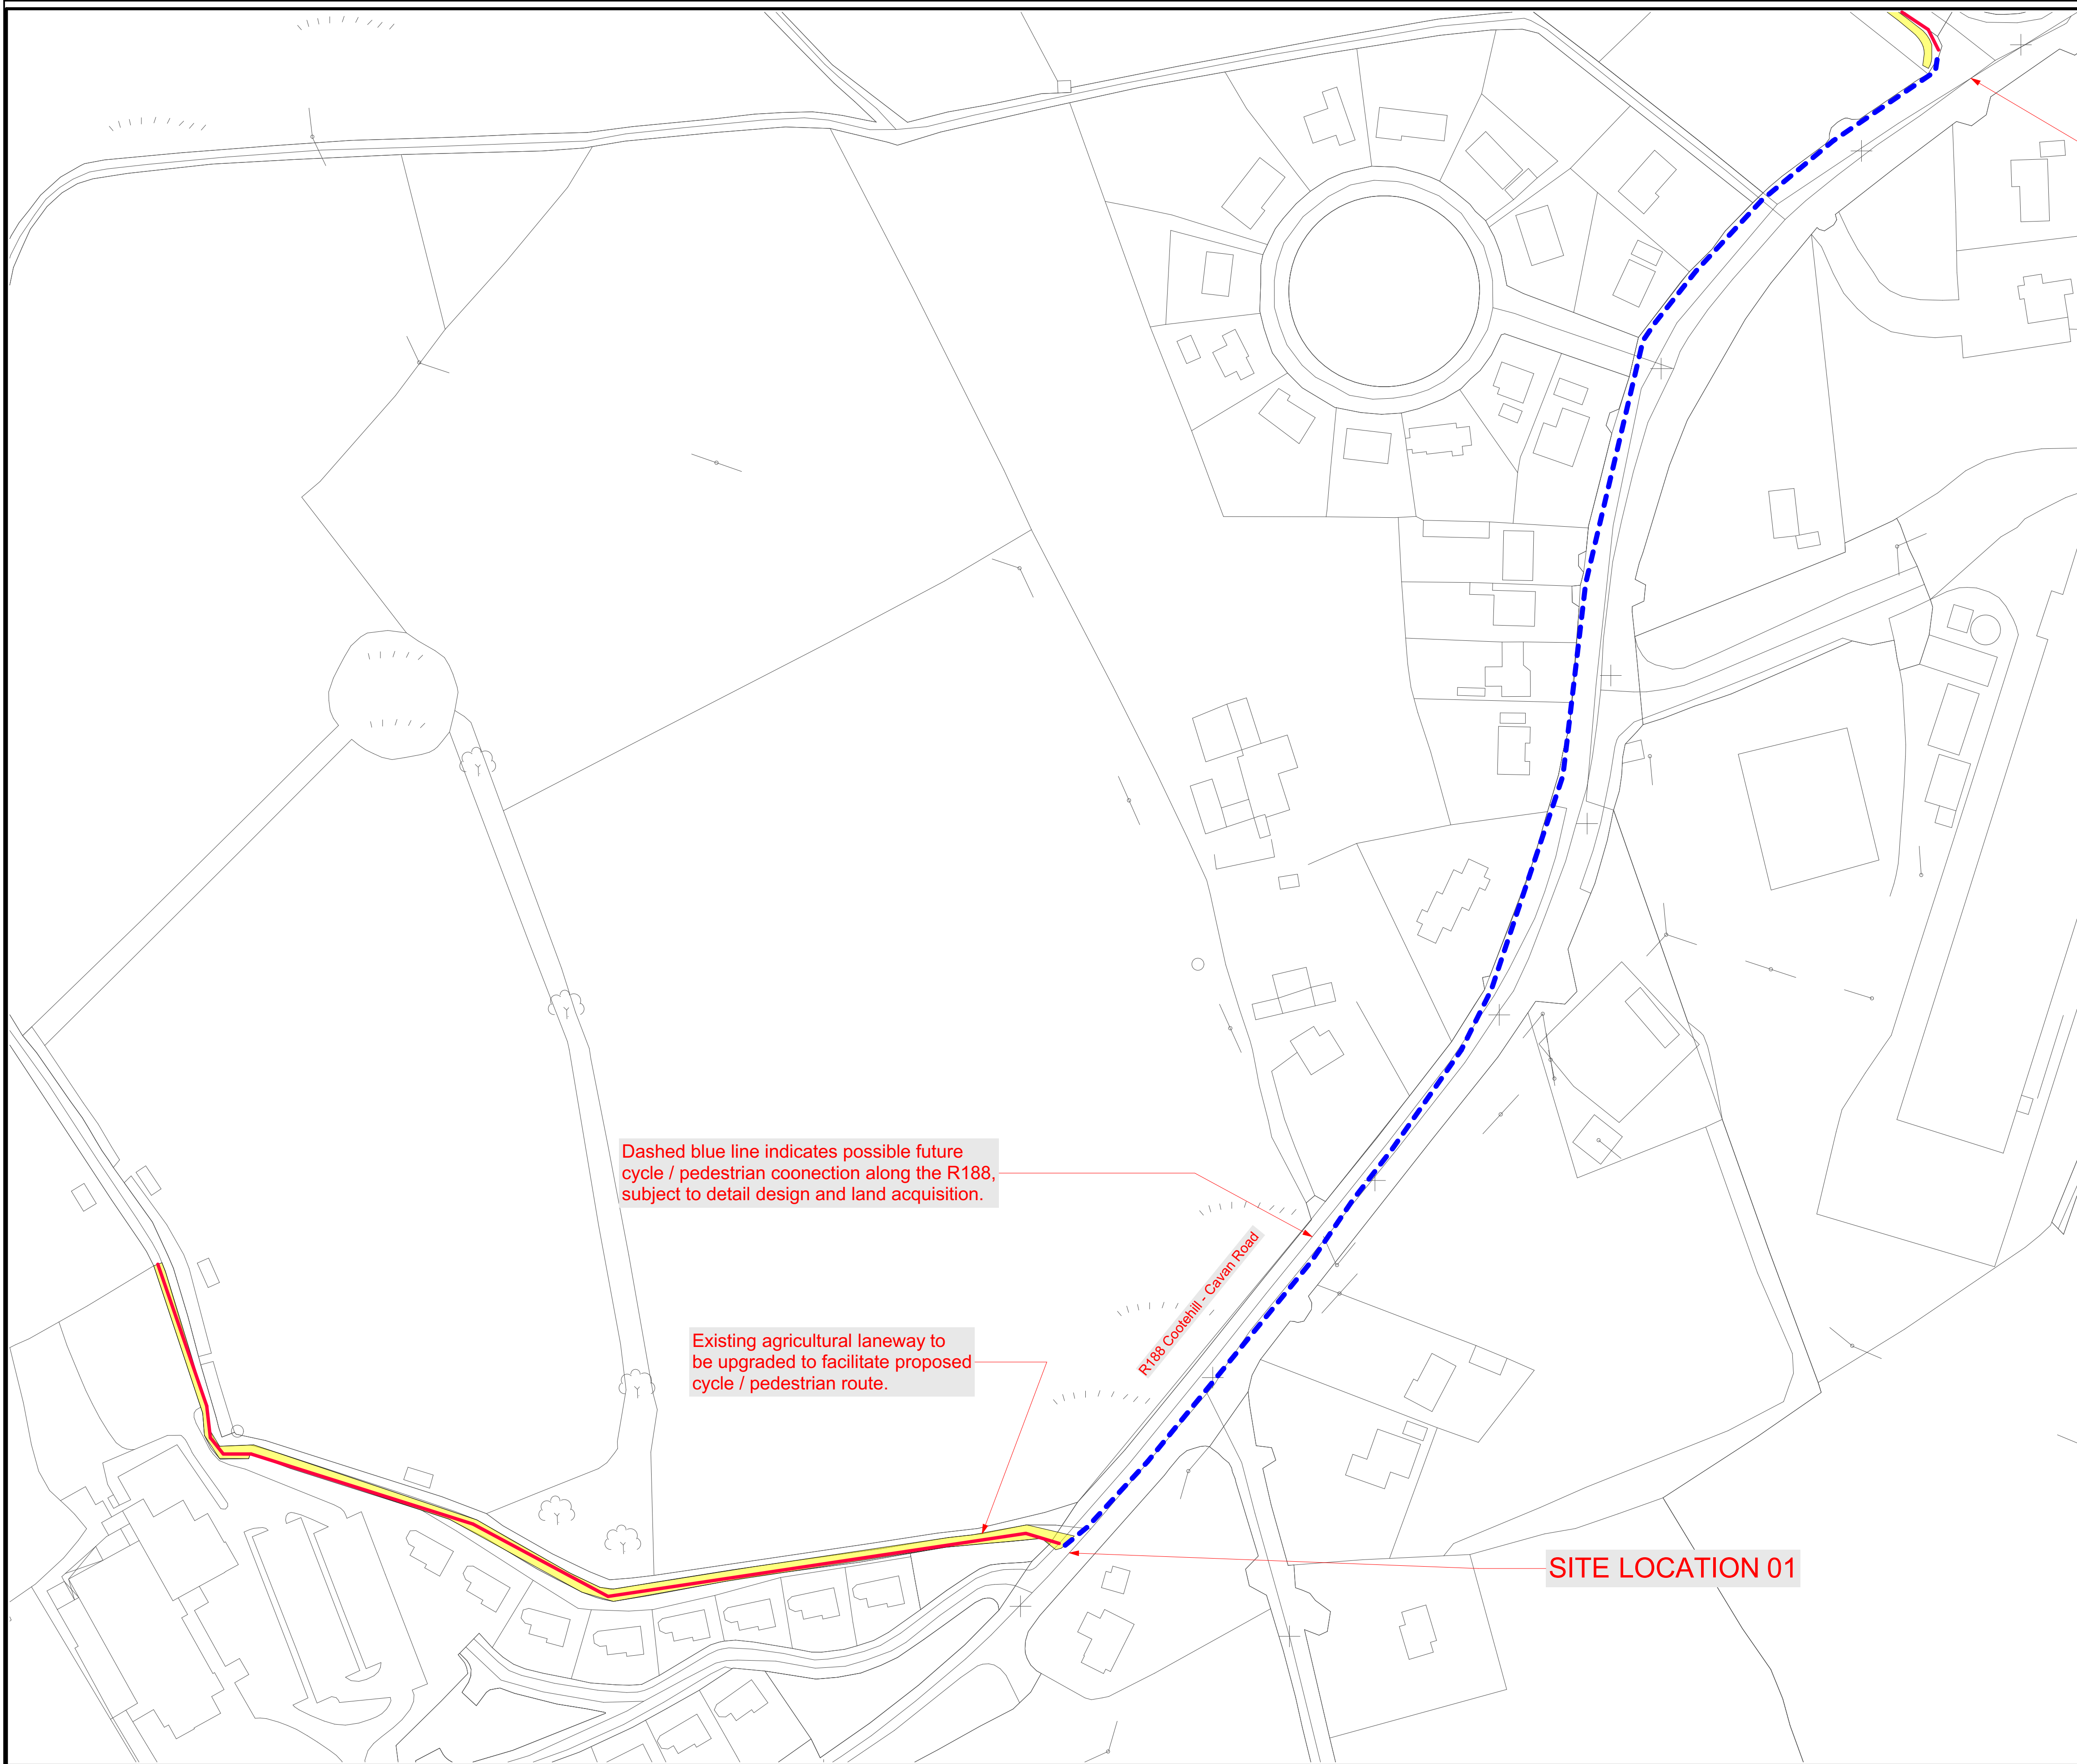 Dashed blue line indicates possible future
cycle / pedestrian coonection along the R188,
subject to detail design and land acquisition.
R188 Cootehill - Cavan Road
Existing agricultural laneway to
be upgraded to facilitate proposed
cycle / pedestrian route.
SITE LOCATION 01